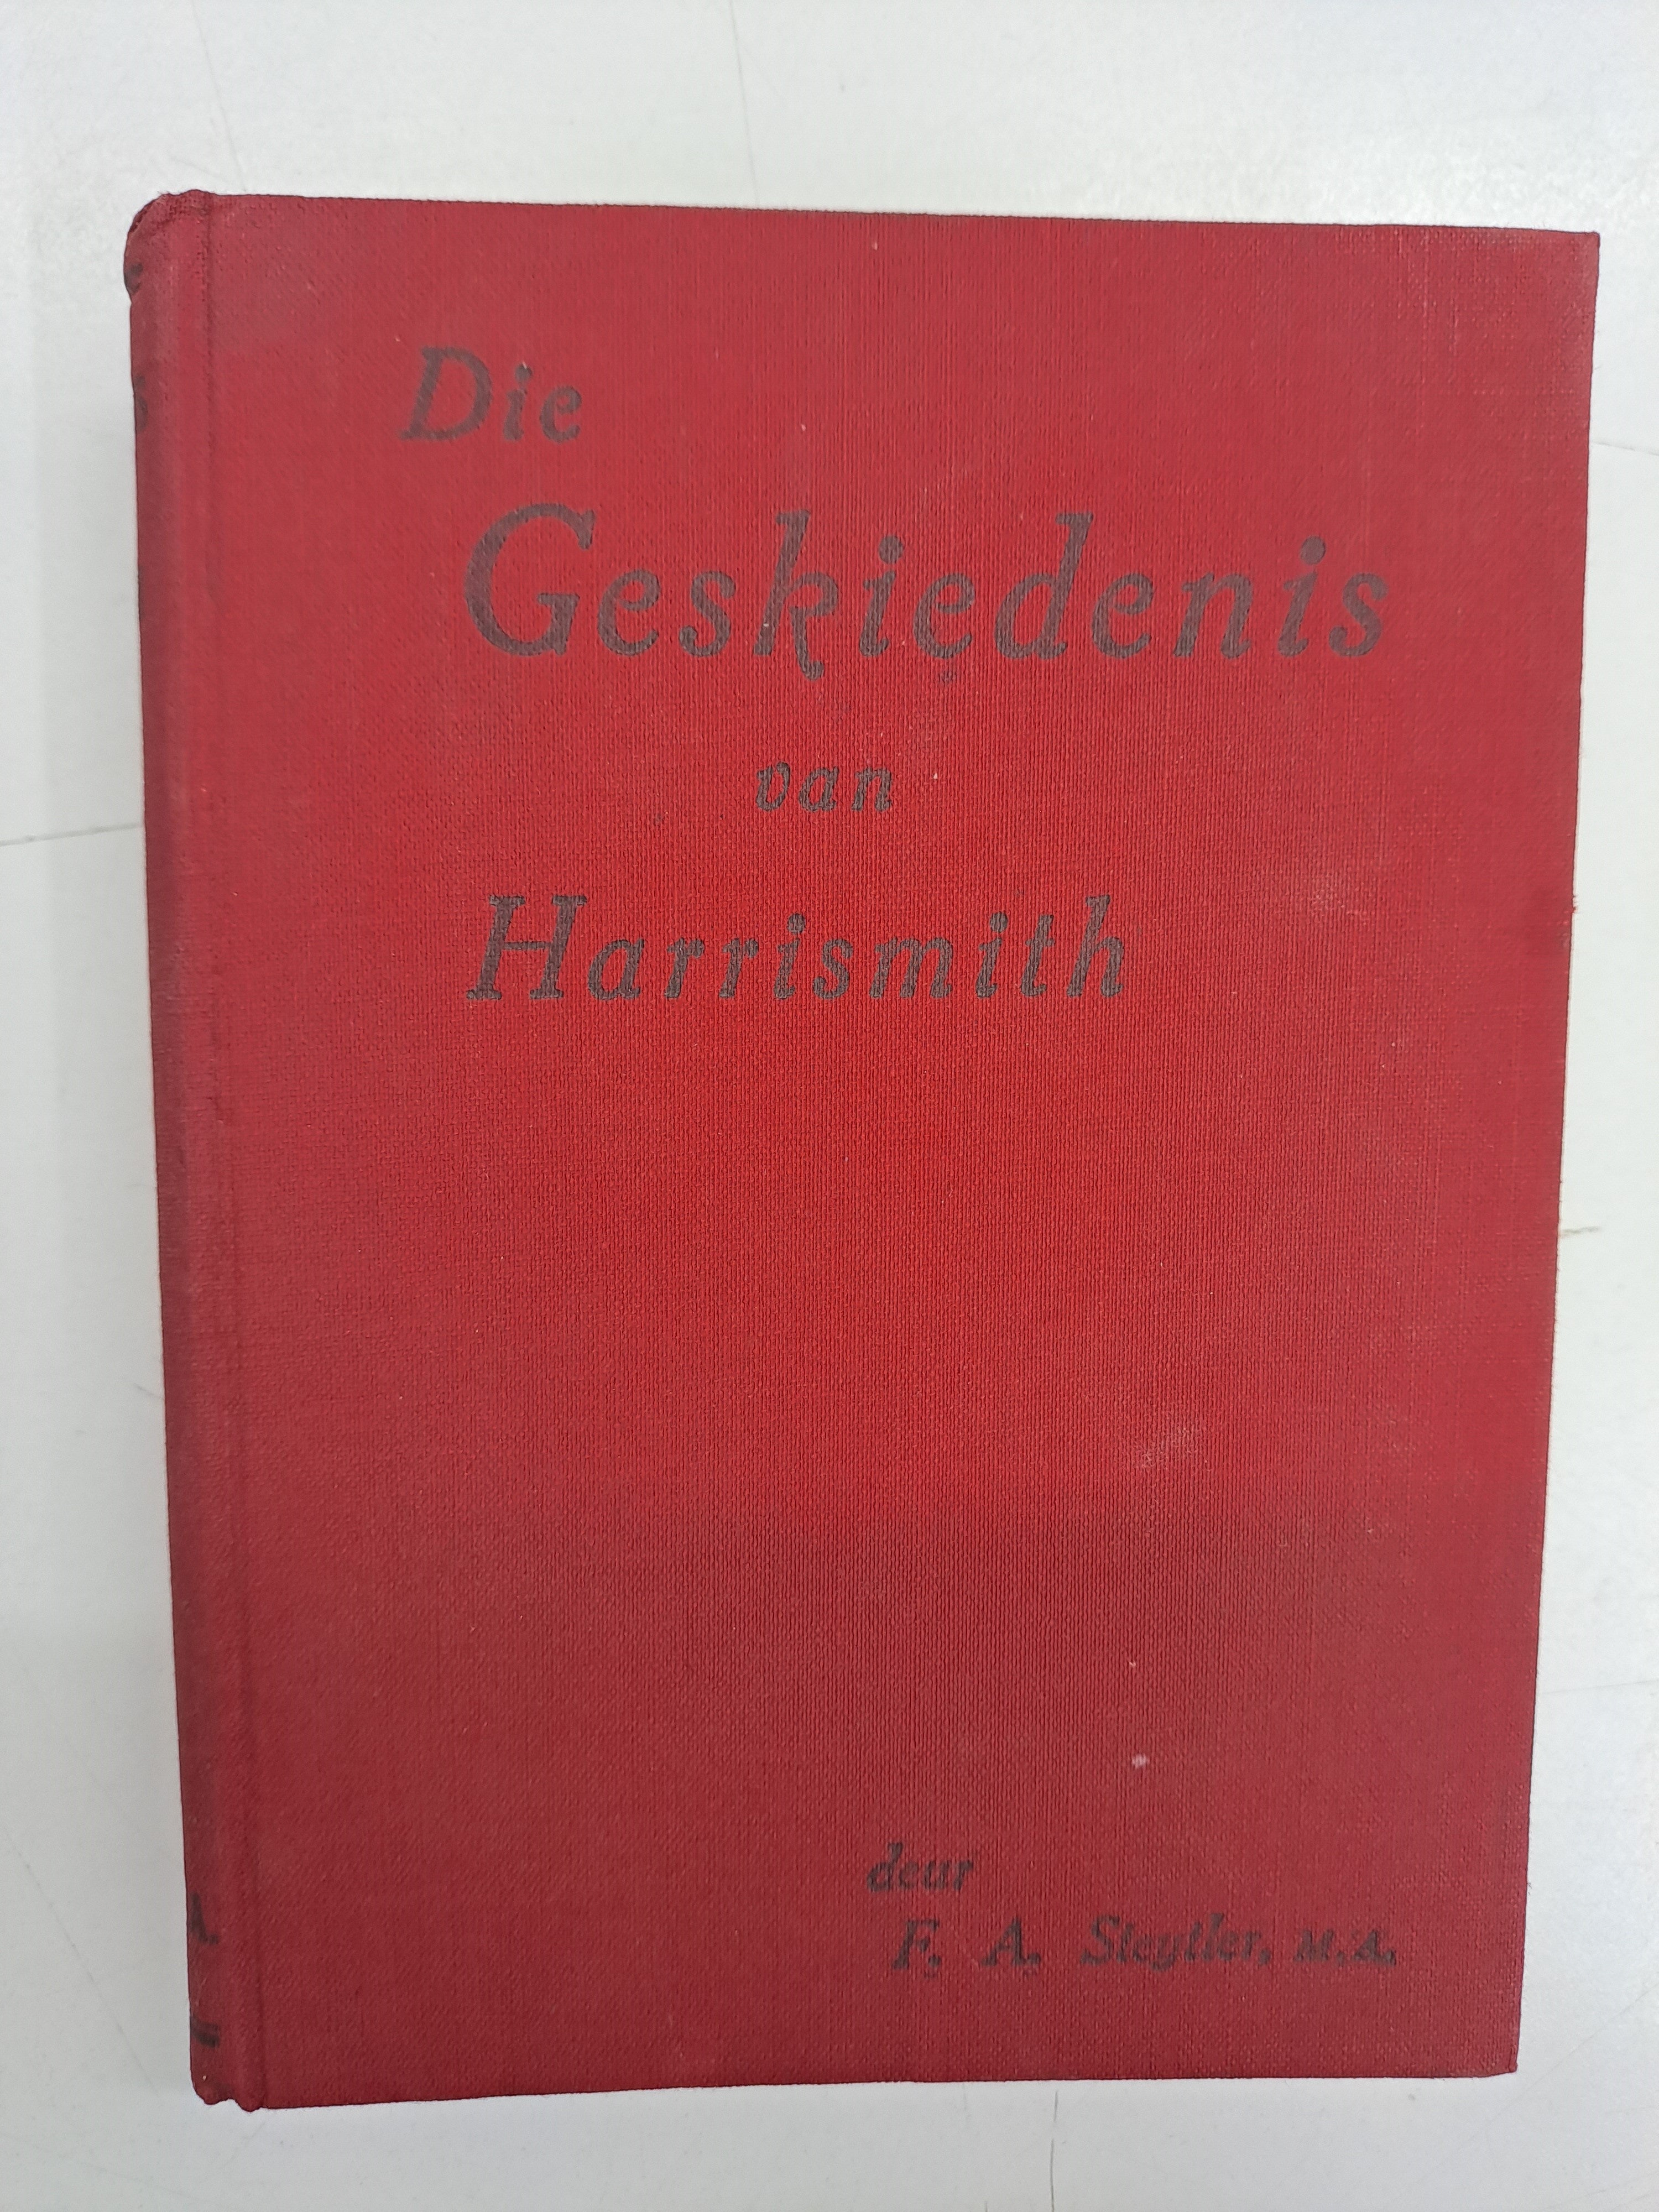 Die
Geskiedenis
van
Harrismith
deur
F. A. Steytler, M.A.